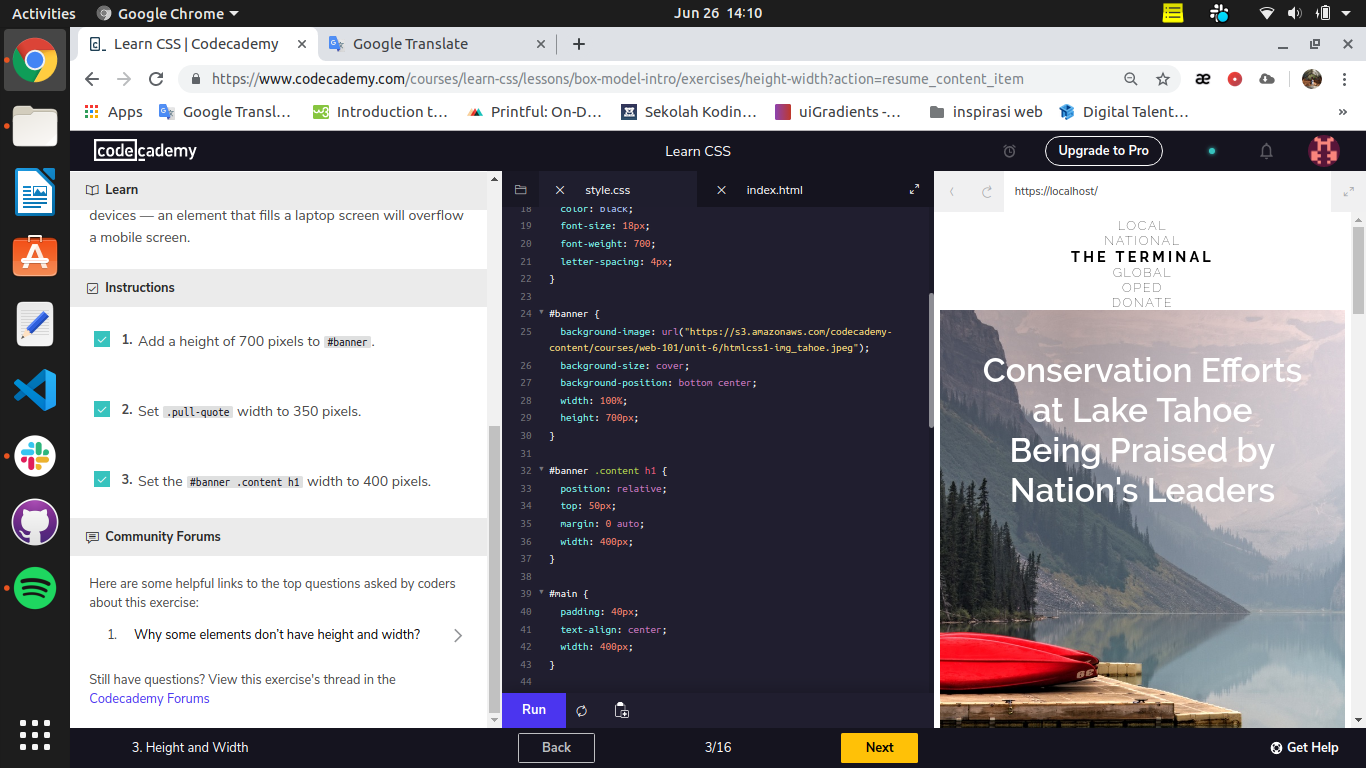 Activities
Google Chrome
Jun 26 14:10
Learn CSS | Codecademy
Google Translate
https://www.codecademy.com/courses/learn-css/lessons/box-model-intro/exercises/height-width?action=resume_content_item
Apps
Google Transl...
Introduction t...
Printful: On-D...
Sekolah Kodin...
uiGradients -...
inspirasi web
Digital Talent...
»
codecademy
Learn CSS
Upgrade to Pro
Learn
devices — an element that fills a laptop screen will overflow
a mobile screen.
Instructions
1. Add a height of 700 pixels to #banner.
2. Set .pull-quote width to 350 pixels.
3. Set the #banner .content h1 width to 400 pixels.
Community Forums
Here are some helpful links to the top questions asked by coders
about this exercise:
1. Why some elements don't have height and width?
Still have questions? View this exercise's thread in the
Codecademy Forums
style.css
index.html
18 color: black;
19 font-size: 18px;
20 font-weight: 700;
21 letter-spacing: 4px;
22 }
23
24 #banner {
25 background-image: url("https://s3.amazonaws.com/codecademy-
content/courses/web-101/unit-6/htmlcss1-img_tahoe.jpeg");
26 background-size: cover;
27 background-position: bottom center;
28 width: 100%;
29 height: 700px;
30 }
31
32 #banner .content h1 {
33 position: relative;
34 top: 50px;
35 margin: 0 auto;
36 width: 400px;
37 }
38
39 #main {
40 padding: 40px;
41 text-align: center;
42 width: 400px;
43 }
44
Run
https://localhost/
LOCAL
NATIONAL
THE TERMINAL
GLOBAL
OPED
DONATE
Conservation Efforts
at Lake Tahoe
Being Praised by
Nation's Leaders
3. Height and Width
Back
3/16
Next
Get Help